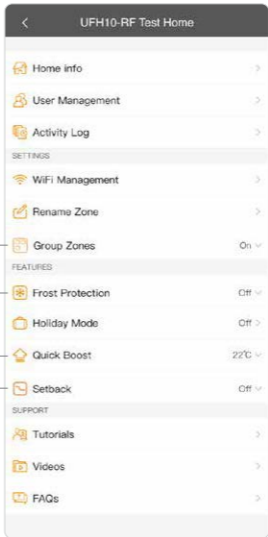 UFH10-RF Test Home
Home info
User Management
Activity Log
SETTINGS
WiFi Management
Rename Zone
Group Zones On
FEATURES
Frost Protection Off
Holiday Mode Off
Quick Boost 22°C
Setback Off
SUPPORT
Tutorials
Videos
FAQs